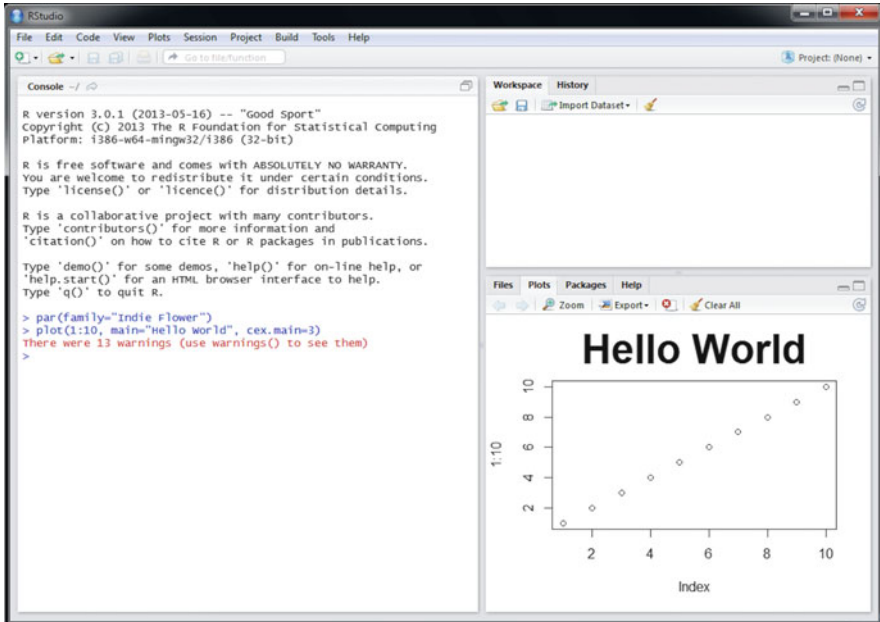 RStudio
File Edit Code View Plots Session Project Build Tools Help
Go to file/function
Project: (None)
Console ~/
R version 3.0.1 (2013-05-16) -- "Good Sport"
Copyright (C) 2013 The R Foundation for Statistical Computing
Platform: i386-w64-mingw32/i386 (32-bit)
R is free software and comes with ABSOLUTELY NO WARRANTY.
You are welcome to redistribute it under certain conditions.
Type 'license()' or 'licence()' for distribution details.
R is a collaborative project with many contributors.
Type 'contributors()' for more information and
'citation()' on how to cite R or R packages in publications.
Type 'demo()' for some demos, 'help()' for on-line help, or
'help.start()' for an HTML browser interface to help.
Type 'q()' to quit R.
> par(family="Indie Flower")
> plot(1:10, main="Hello World", cex.main=3)
There were 13 warnings (use warnings() to see them)
>
Workspace History
Import Dataset
Files Plots Packages Help
Zoom Export Clear All
Hello World
10
8
6
4
2
1:10
2 4 6 8 10
Index